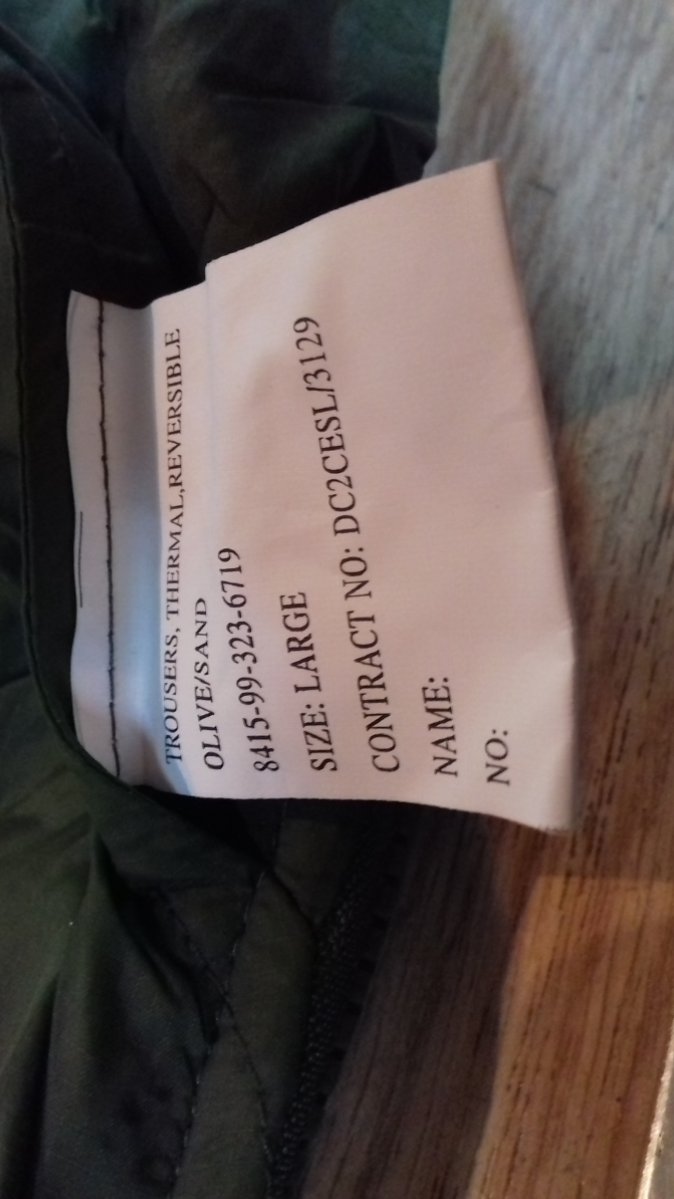 TROUSERS, THERMAL,REVERSIBLE
OLIVE/SAND
8415-99-323-6719
SIZE: LARGE
CONTRACT NO: DC2CESL/3129
NAME:
NO: